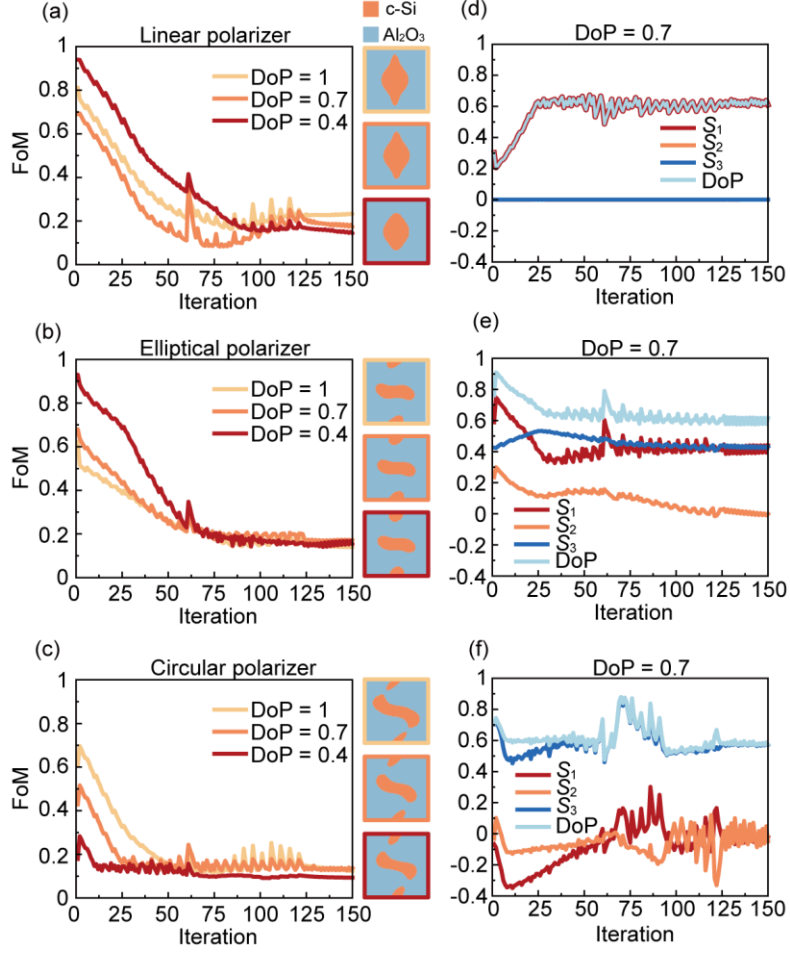 (a)
Linear polarizer
c-Si
Al₂O₃
DoP = 1
DoP = 0.7
DoP = 0.4
FoM
1
0.8
0.6
0.4
0.2
0
0 25 50 75 100 125 150
Iteration
(d)
DoP = 0.7
1
0.8
0.6
0.4
0.2
0
-0.2
-0.4
S₁
S₂
S₃
DoP
0 25 50 75 100 125 150
Iteration
(b)
Elliptical polarizer
DoP = 1
DoP = 0.7
DoP = 0.4
FoM
1
0.8
0.6
0.4
0.2
0
0 25 50 75 100 125 150
Iteration
(e)
DoP = 0.7
1
0.8
0.6
0.4
0.2
0
-0.2
-0.4
S₁
S₂
S₃
DoP
0 25 50 75 100 125 150
Iteration
(c)
Circular polarizer
DoP = 1
DoP = 0.7
DoP = 0.4
FoM
1
0.8
0.6
0.4
0.2
0
0 25 50 75 100 125 150
Iteration
(f)
DoP = 0.7
1
0.8
0.6
0.4
0.2
0
-0.2
-0.4
S₁
S₂
S₃
DoP
0 25 50 75 100 125 150
Iteration